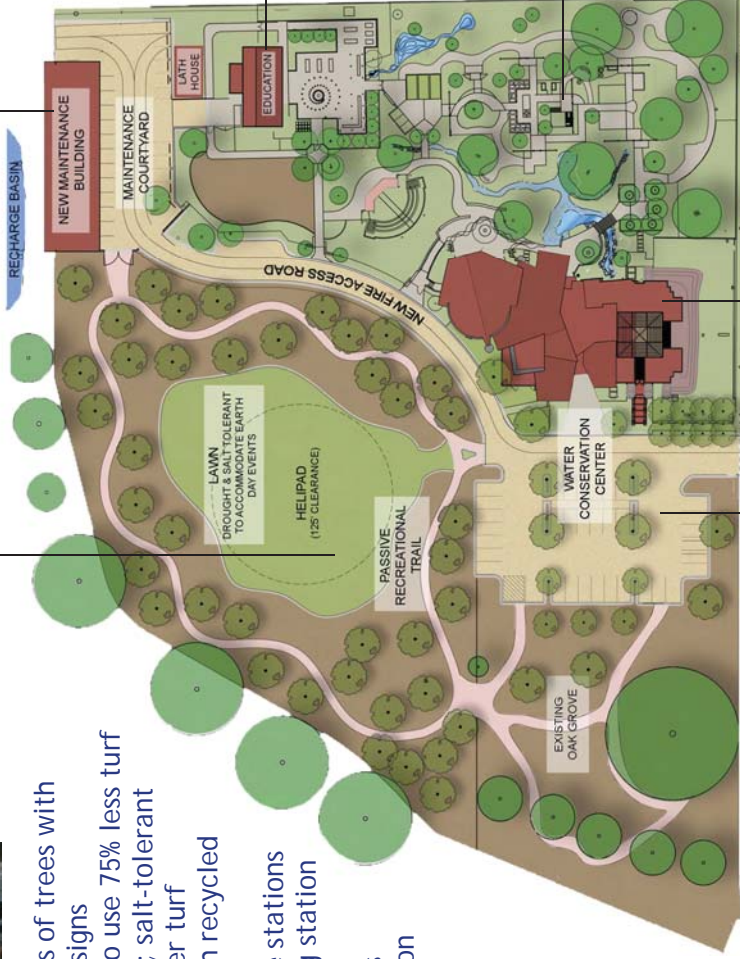 s of trees with
signs
o use 75% less turf
; salt-tolerant
er turf
n recycled
e stations
g station
s
on
RECHARGE BASIN
NEW MAINTENANCE
BUILDING
MAINTENANCE
COURTYARD
LATH
HOUSE
EDUCATION
NEW FIRE ACCESS ROAD
LAWN
DROUGHT & SALT TOLERANT
TO ACCOMMODATE EARTH
DAY EVENTS
HELIPAD
(125' CLEARANCE)
PASSIVE
RECREATIONAL
TRAIL
WATER
CONSERVATION
CENTER
EXISTING
OAK GROVE